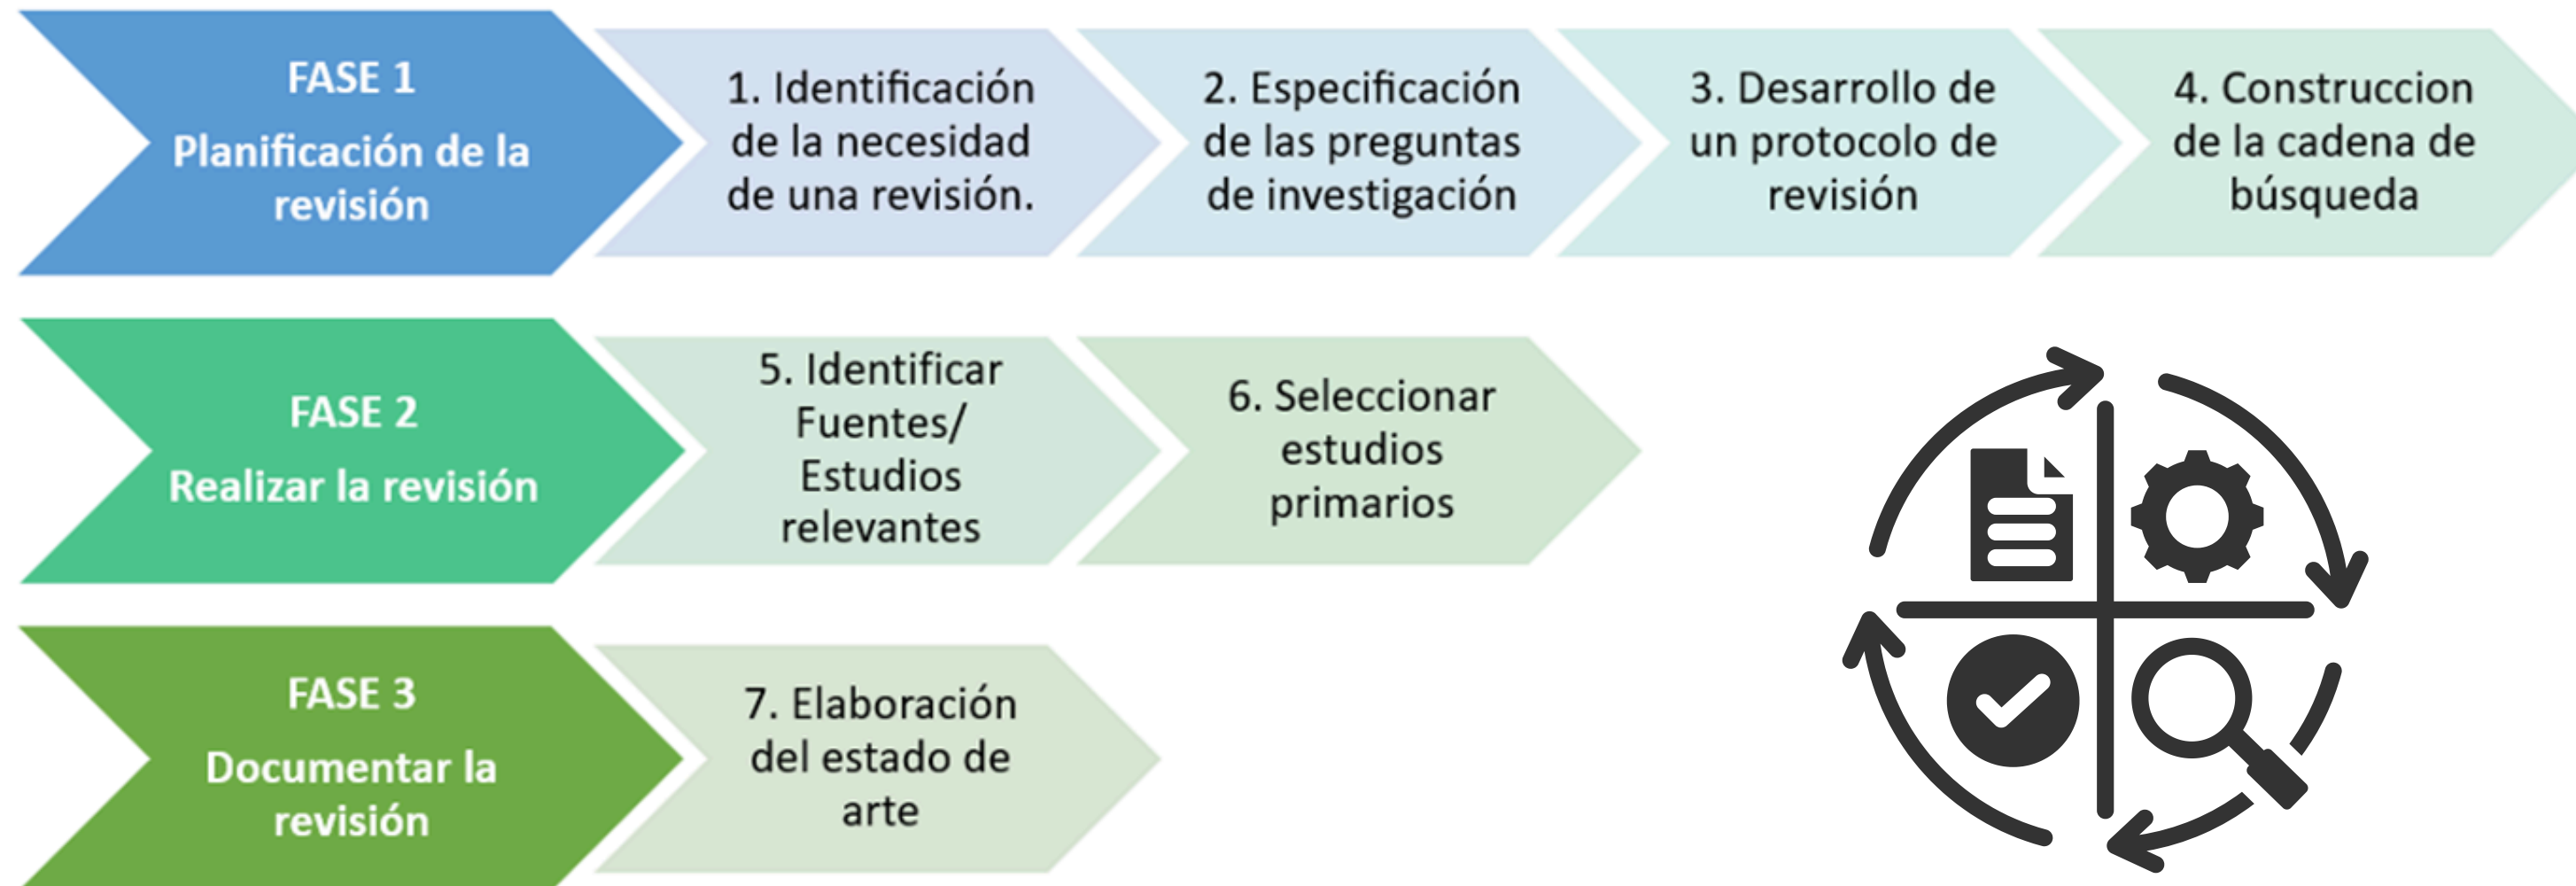 FASE 1
Planificación de la
revisión
1. Identificación
de la necesidad
de una revisión.
2. Especificación
de las preguntas
de investigación
3. Desarrollo de
un protocolo de
revisión
4. Construccion
de la cadena de
búsqueda
FASE 2
Realizar la revisión
5. Identificar
Fuentes/
Estudios
relevantes
6. Seleccionar
estudios
primarios
FASE 3
Documentar la
revisión
7. Elaboración
del estado de
arte